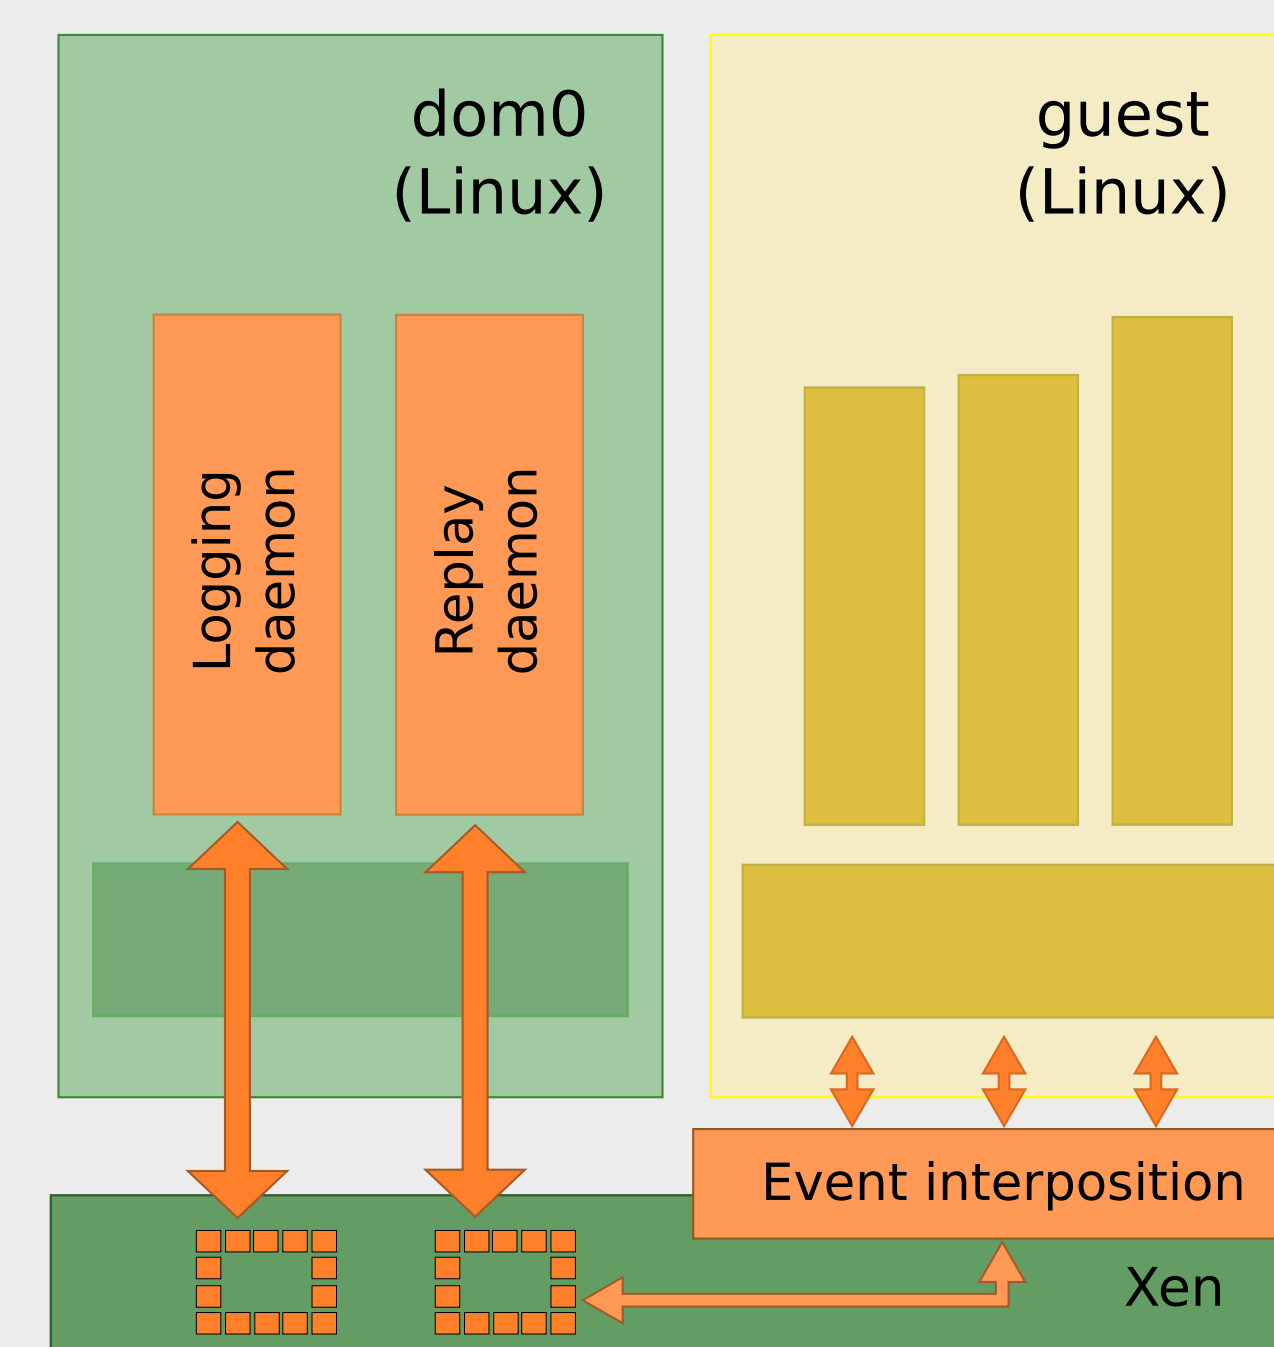 dom0
(Linux)
guest
(Linux)
Logging
daemon
Replay
daemon
Event interposition
Xen